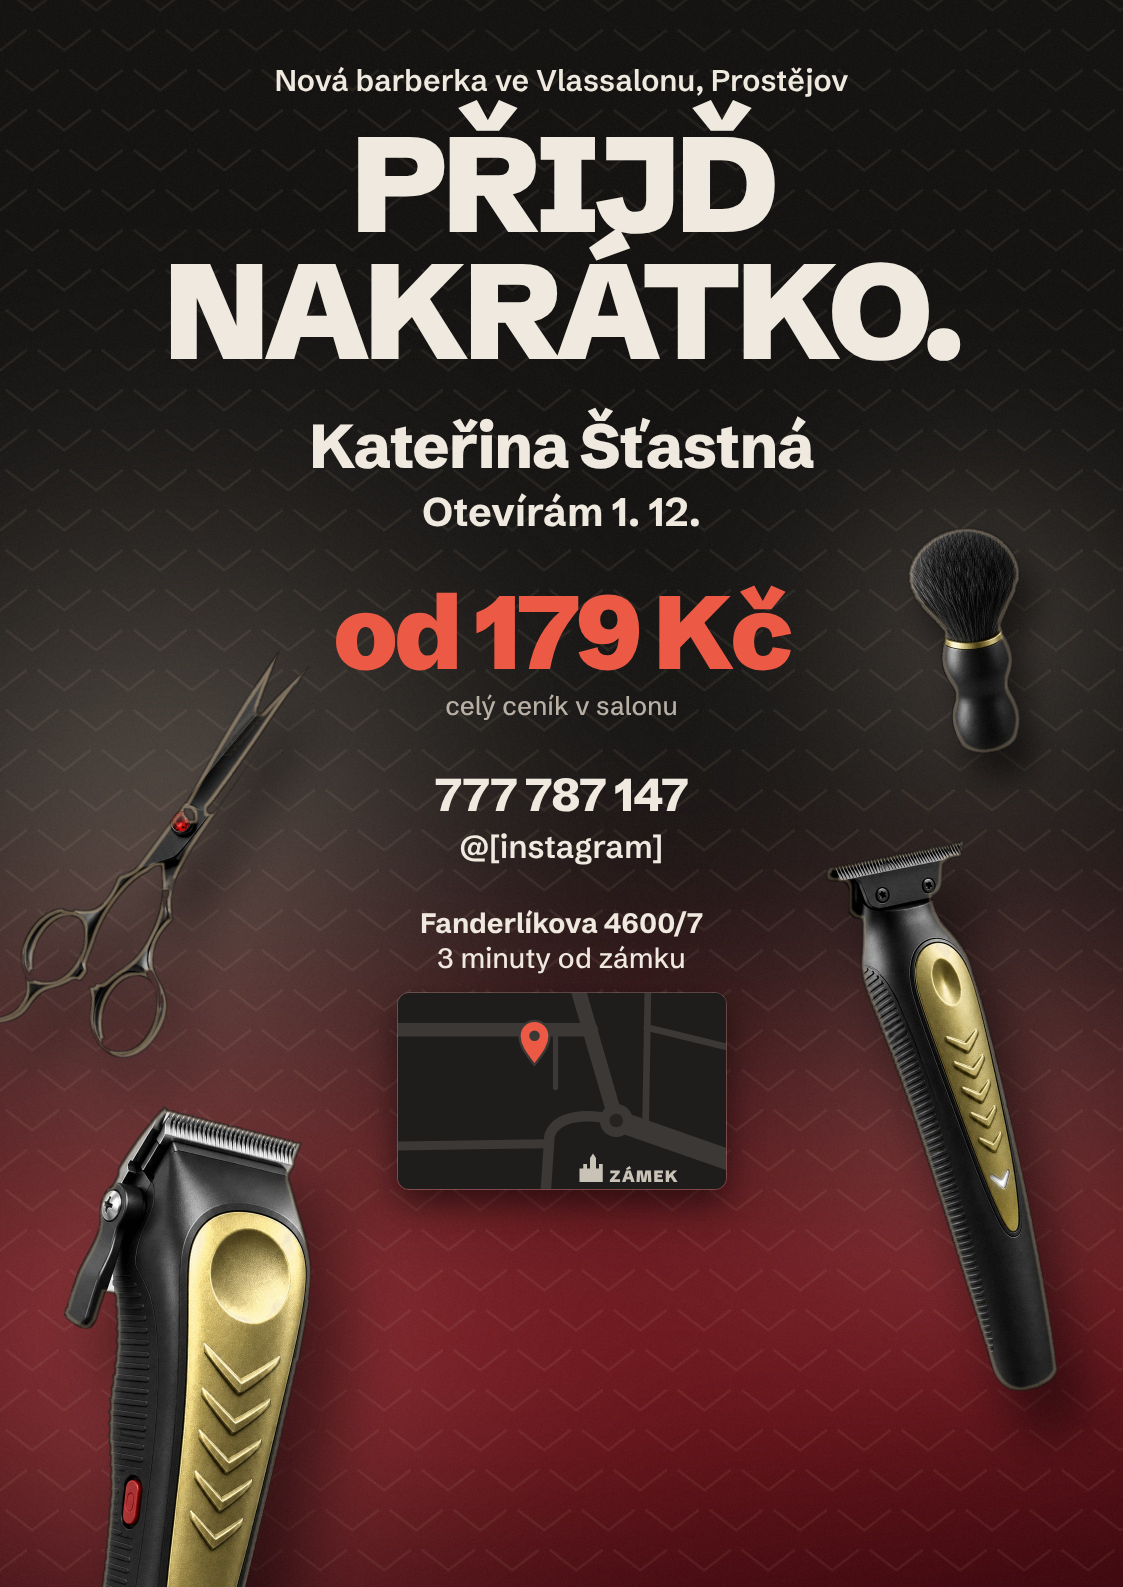 Nová barberka ve Vlassalonu, Prostějov
PŘIJĎ
NAKRÁTKO.
Kateřina Šťastná
Otevírám 1. 12.
od 179 Kč
celý ceník v salonu
777 787 147
@[instagram]
Fanderlíkova 4600/7
3 minuty od zámku
ZÁMEK